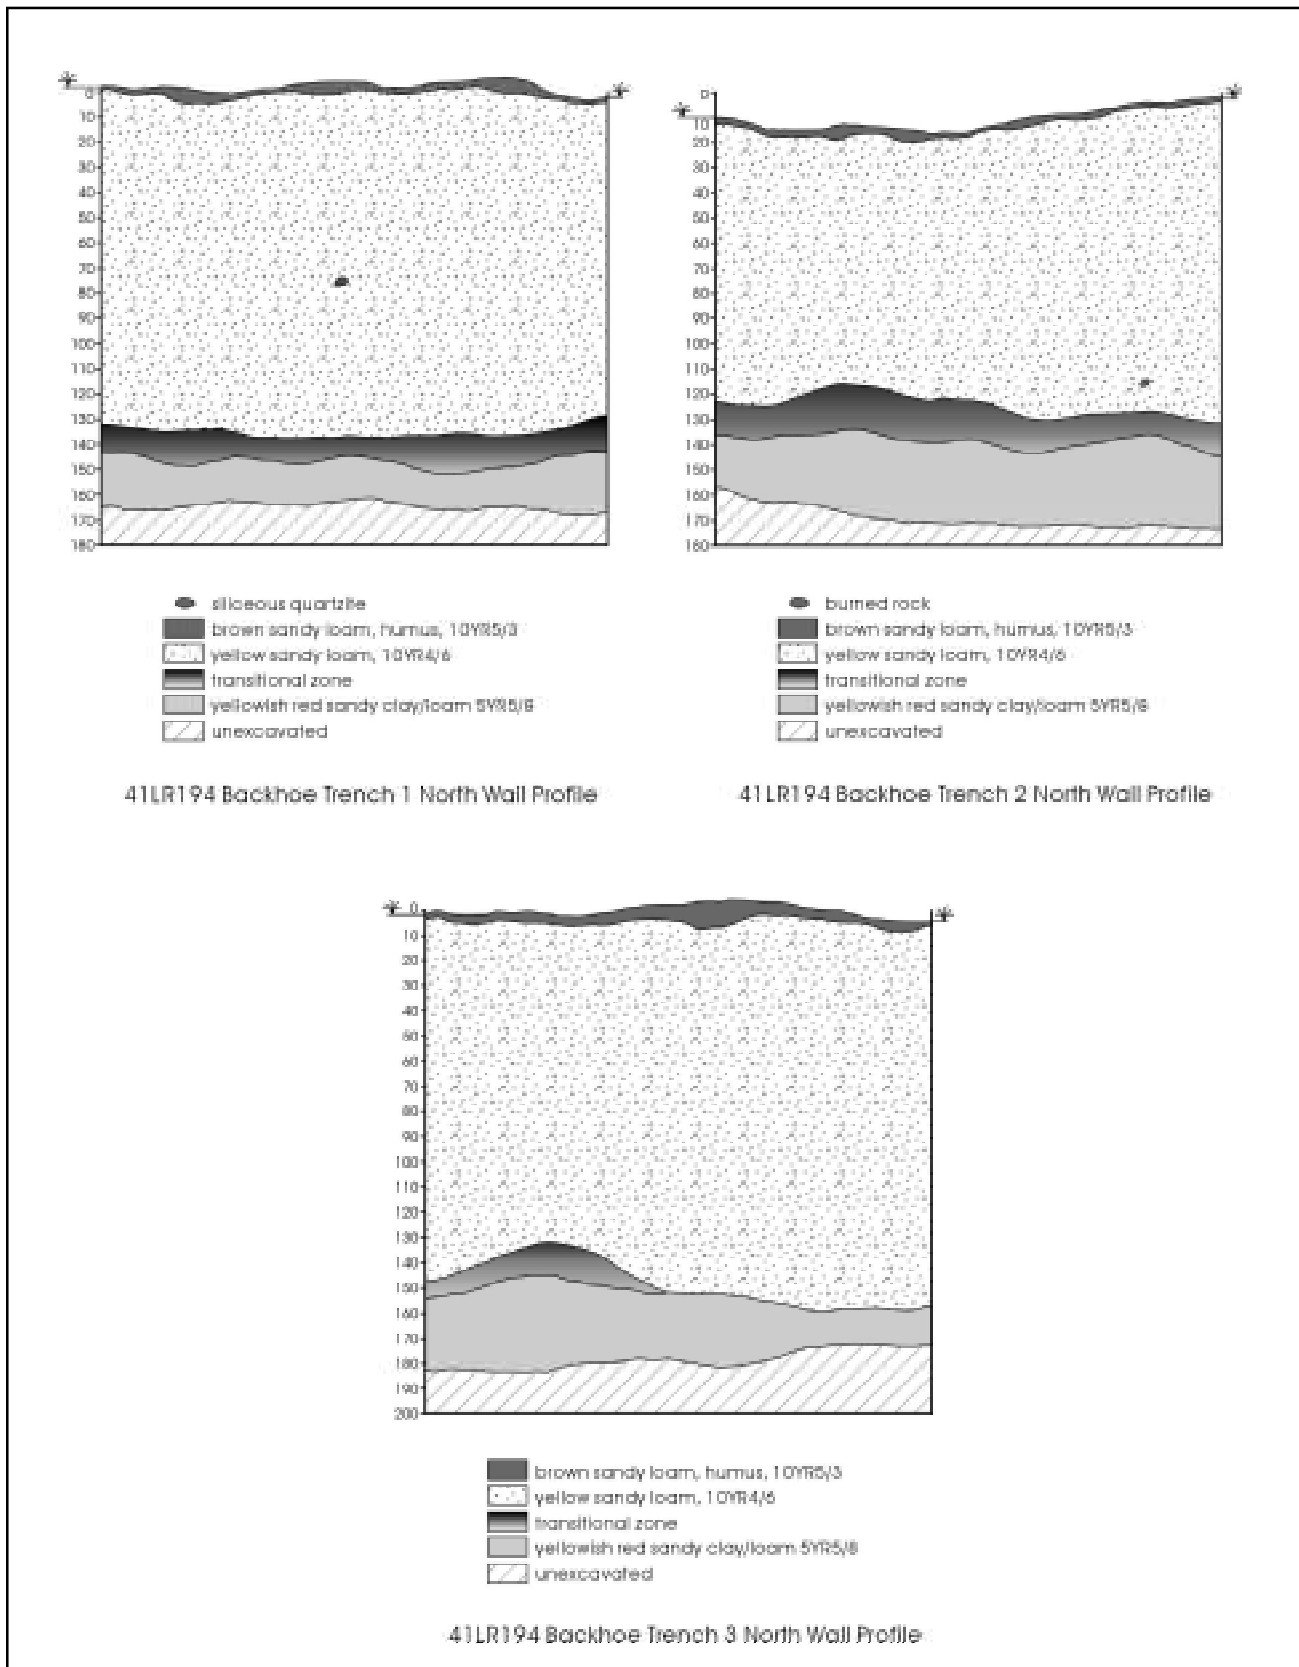 0
10
20
30
40
50
60
70
80
90
100
110
120
130
140
150
160
170
180
siliceous quartzite
brown sandy loam, humus, 10YR5/3
yellow sandy loam, 10YR4/6
transitional zone
yellowish red sandy clay/loam 5YR5/8
unexcavated
41LR194 Backhoe Trench 1 North Wall Profile
0
10
20
30
40
50
60
70
80
90
100
110
120
130
140
150
160
170
180
burned rock
brown sandy loam, humus, 10YR5/3
yellow sandy loam, 10YR4/6
transitional zone
yellowish red sandy clay/loam 5YR5/8
unexcavated
41LR194 Backhoe Trench 2 North Wall Profile
0
10
20
30
40
50
60
70
80
90
100
110
120
130
140
150
160
170
180
190
200
brown sandy loam, humus, 10YR5/3
yellow sandy loam, 10YR4/6
transitional zone
yellowish red sandy clay/loam 5YR5/8
unexcavated
41LR194 Backhoe Trench 3 North Wall Profile